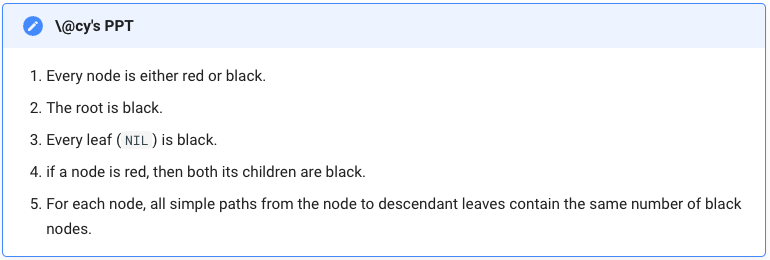 \@cy's PPT
1. Every node is either red or black.
2. The root is black.
3. Every leaf ( NIL ) is black.
4. if a node is red, then both its children are black.
5. For each node, all simple paths from the node to descendant leaves contain the same number of black
nodes.